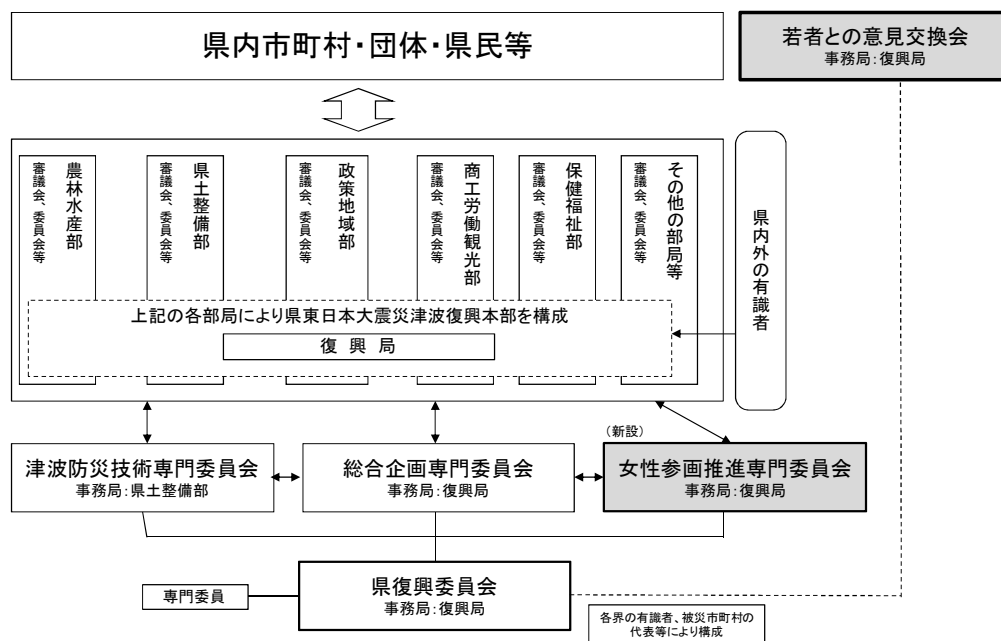 県内市町村・団体・県民等
若者との意見交換会
事務局:復興局
農林水産部
審議会、委員会等
県土整備部
審議会、委員会等
政策地域部
審議会、委員会等
商工労働観光部
審議会、委員会等
保健福祉部
審議会、委員会等
その他の部局等
審議会、委員会等
県内外の有識者
上記の各部局により県東日本大震災津波復興本部を構成
復興局
津波防災技術専門委員会
事務局:県土整備部
総合企画専門委員会
事務局:復興局
(新設)
女性参画推進専門委員会
事務局:復興局
専門委員
県復興委員会
事務局:復興局
各界の有識者、被災市町村の
代表等により構成